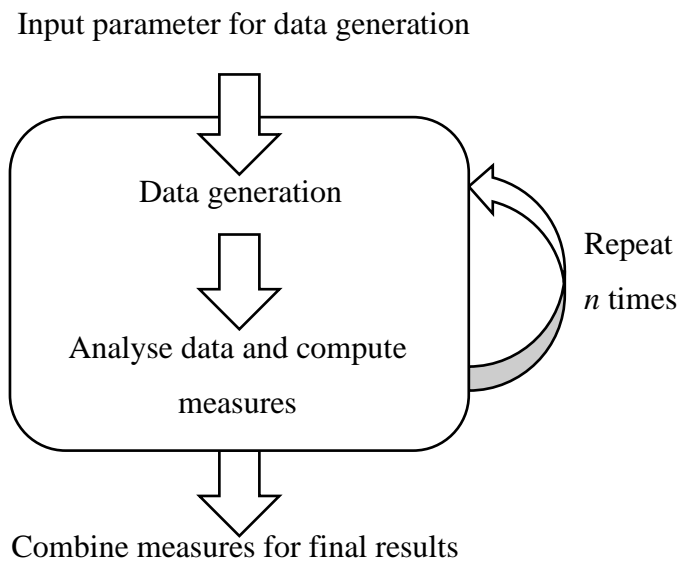 Input parameter for data generation
Data generation
Repeat
n times
Analyse data and compute
measures
Combine measures for final results